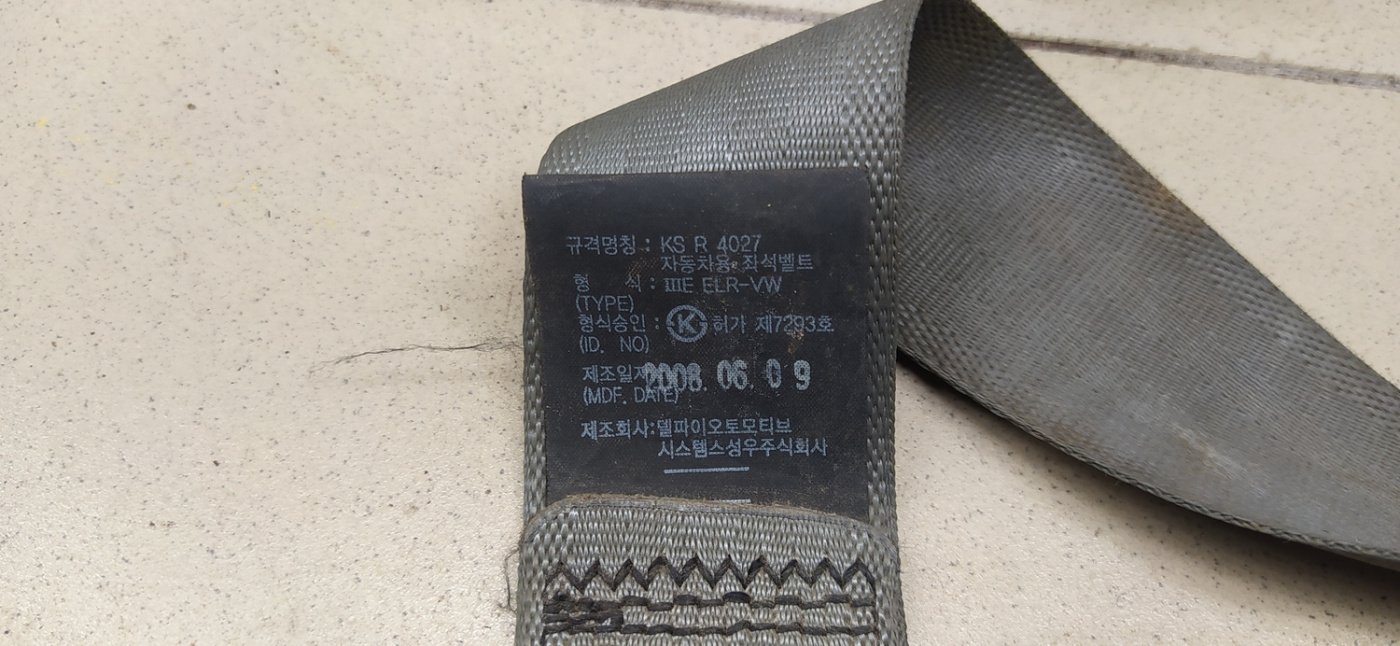 규격명칭 : KS R 4027
자동차용 좌석벨트
형 식 : ⅢE ELR-VW
(TYPE)
형식승인 : K 허가 제7293호
(ID. NO)
제조일자 2008. 06. 09
(MDF. DATE)
제조회사:델파이오토모티브
시스템스성우주식회사